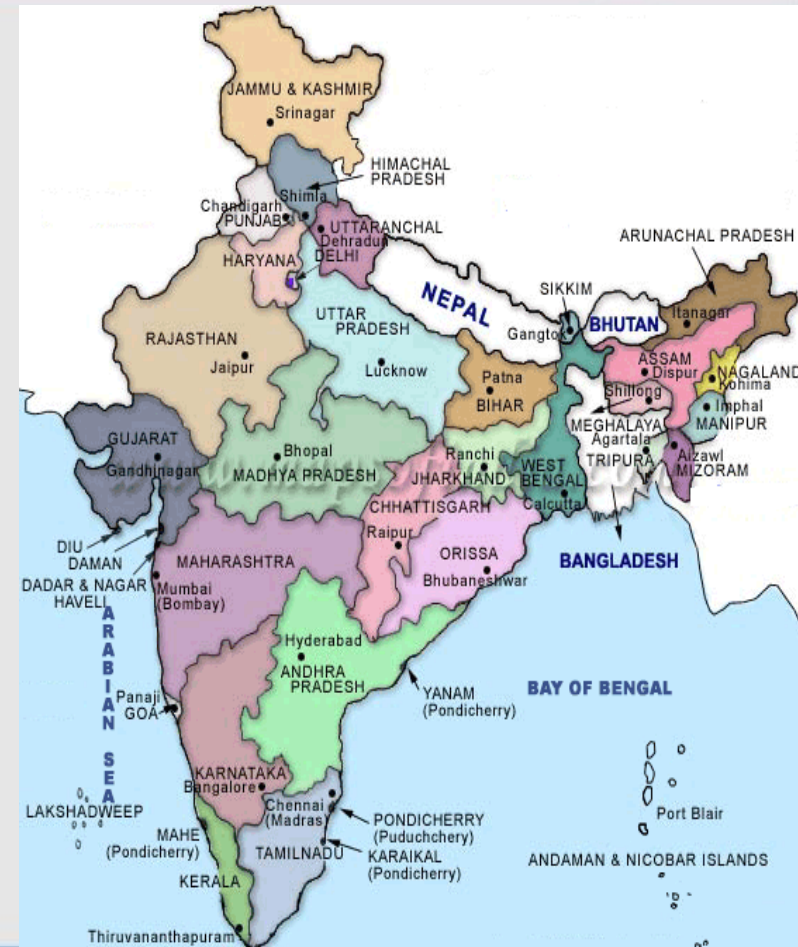 JAMMU & KASHMIR
Srinagar
HIMACHAL
PRADESH
Shimla
Chandigarh
PUNJAB
UTTARANCHAL
Dehradun
HARYANA
DELHI
ARUNACHAL PRADESH
SIKKIM
NEPAL
Itanagar
UTTAR
PRADESH
Gangtok
BHUTAN
RAJASTHAN
Jaipur
Lucknow
ASSAM
Dispur
NAGALAND
Kohima
Patna
BIHAR
Shillong
Imphal
MEGHALAYA
MANIPUR
Agartala
GUJARAT
Gandhinagar
Bhopal
MADHYA PRADESH
Ranchi
JHARKHAND
WEST
BENGAL
TRIPURA
Aizawl
MIZORAM
CHHATTISGARH
Calcutta
Raipur
DIU
DAMAN
MAHARASHTRA
ORISSA
BANGLADESH
DADAR & NAGAR
HAVELI
Mumbai
(Bombay)
Bhubaneshwar
ARABIAN SEA
Hyderabad
ANDHRA
PRADESH
YANAM
(Pondicherry)
BAY OF BENGAL
Panaji
GOA
KARNATAKA
Bangalore
Chennai
(Madras)
LAKSHADWEEP
Port Blair
PONDICHERRY
(Puduchchery)
MAHE
(Pondicherry)
TAMILNADU
KARAIKAL
(Pondicherry)
ANDAMAN & NICOBAR ISLANDS
KERALA
Thiruvananthapuram